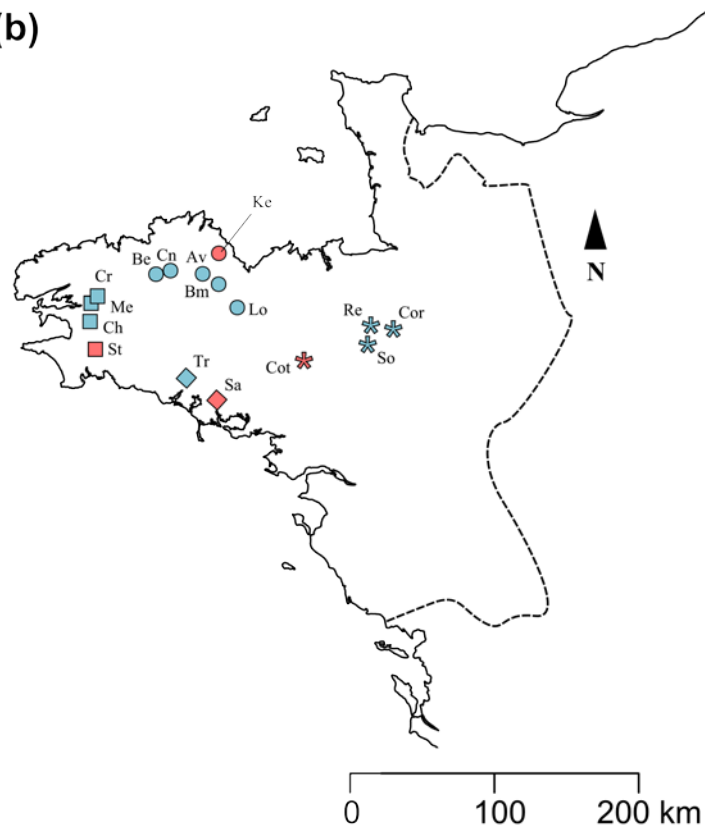 (b)
Ke
Be Cn Av
Bm
Cr
Me
Lo
Ch
Re Cor
St
So
Tr
Cot
Sa
N
0 100 200 km